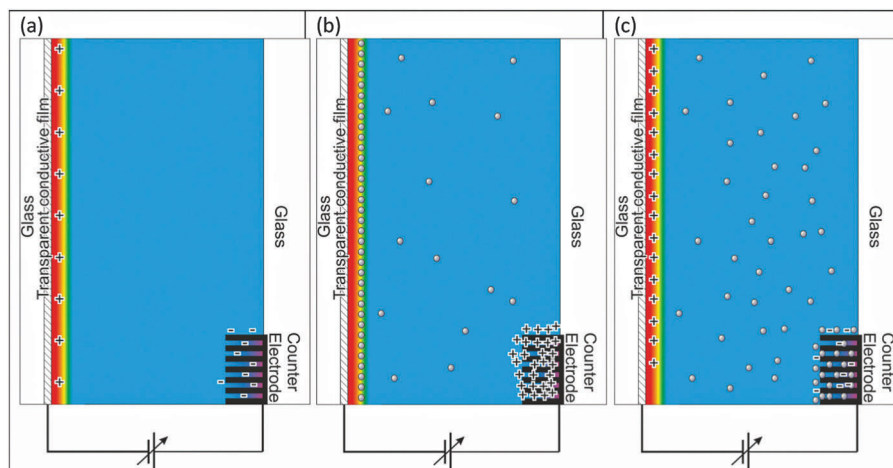 (a)
Glass
Transparent conductive film
Glass
Counter
Electrode
(b)
Glass
Transparent conductive film
Glass
Counter
Electrode
(c)
Glass
Transparent conductive film
Glass
Counter
Electrode